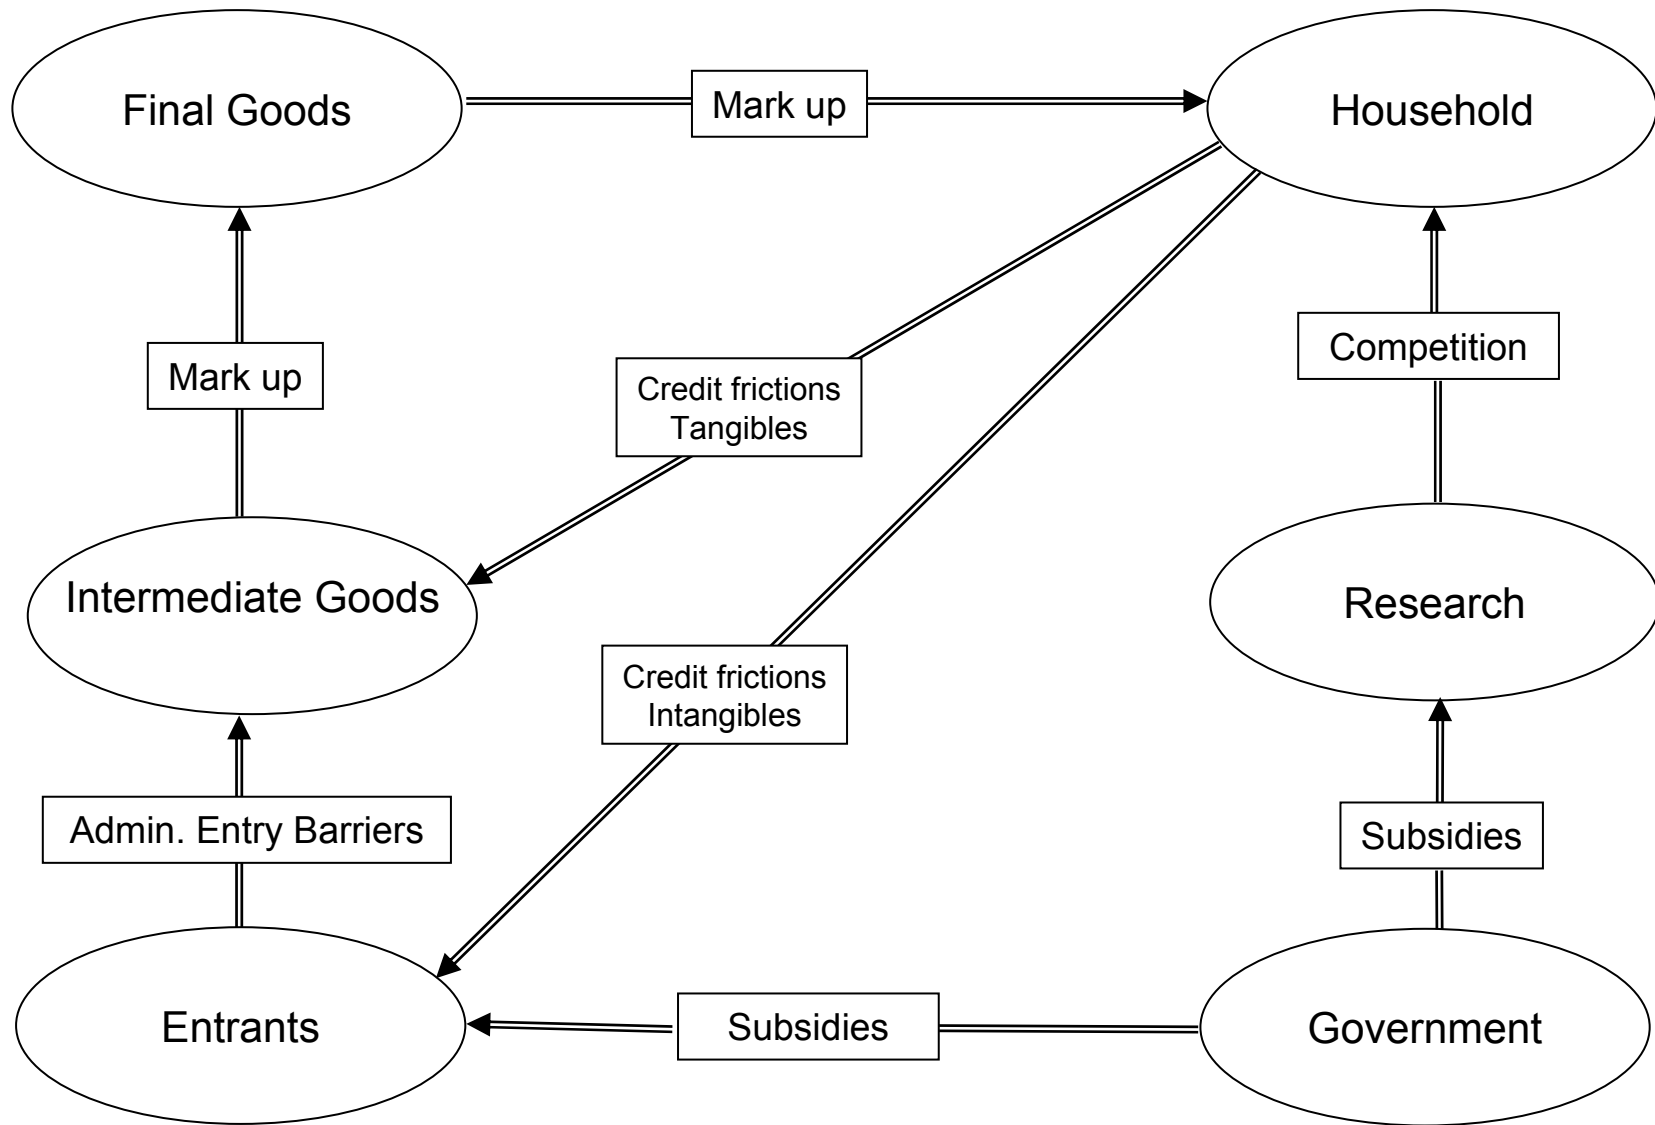 Final Goods
Mark up
Household
Mark up
Credit frictions
Tangibles
Competition
Intermediate Goods
Research
Credit frictions
Intangibles
Admin. Entry Barriers
Subsidies
Entrants
Subsidies
Government